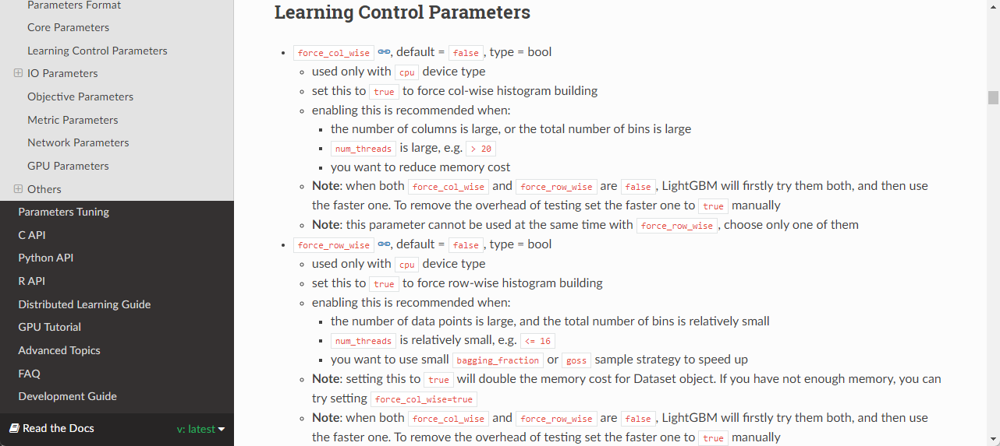 Parameters Format
Core Parameters
Learning Control Parameters
IO Parameters
Objective Parameters
Metric Parameters
Network Parameters
GPU Parameters
Others
Parameters Tuning
C API
Python API
R API
Distributed Learning Guide
GPU Tutorial
Advanced Topics
FAQ
Development Guide
Read the Docs v: latest
Learning Control Parameters
force_col_wise, default = false, type = bool
used only with cpu device type
set this to true to force col-wise histogram building
enabling this is recommended when:
the number of columns is large, or the total number of bins is large
num_threads is large, e.g. > 20
you want to reduce memory cost
Note: when both force_col_wise and force_row_wise are false, LightGBM will firstly try them both, and then use
the faster one. To remove the overhead of testing set the faster one to true manually
Note: this parameter cannot be used at the same time with force_row_wise, choose only one of them
force_row_wise, default = false, type = bool
used only with cpu device type
set this to true to force row-wise histogram building
enabling this is recommended when:
the number of data points is large, and the total number of bins is relatively small
num_threads is relatively small, e.g. <= 16
you want to use small bagging_fraction or goss sample strategy to speed up
Note: setting this to true will double the memory cost for Dataset object. If you have not enough memory, you can
try setting force_col_wise=true
Note: when both force_col_wise and force_row_wise are false, LightGBM will firstly try them both, and then use
the faster one. To remove the overhead of testing set the faster one to true manually